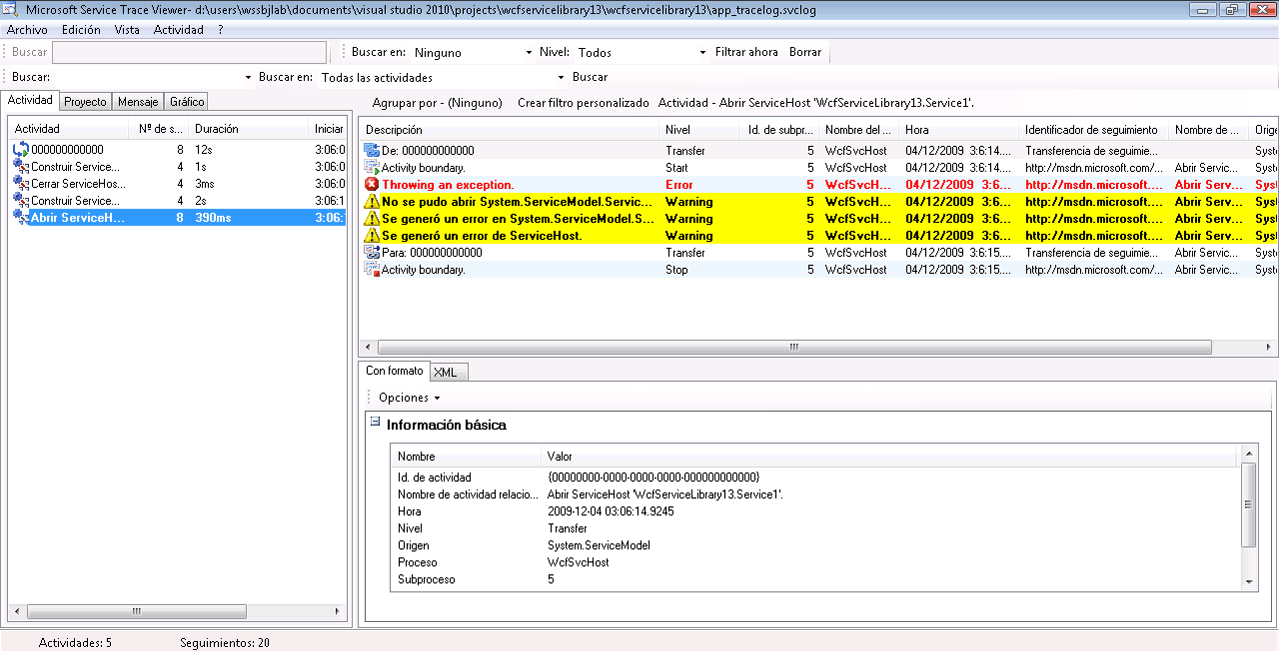 Microsoft Service Trace Viewer- d:\users\wssbjlab\documents\visual studio 2010\projects\wcfservicelibrary13\wcfservicelibrary13\app_tracelog.svclog
Archivo Edición Vista Actividad ?
Buscar Buscar en: Ninguno Nivel: Todos Filtrar ahora Borrar
Buscar: Buscar en: Todas las actividades Buscar
Actividad Proyecto Mensaje Gráfico
Agrupar por - (Ninguno) Crear filtro personalizado Actividad - Abrir ServiceHost 'WcfServiceLibrary13.Service1'.
Actividad Nº de s... Duración Iniciar
000000000000 8 12s 3:06:0
Construir Service... 4 1s 3:06:0
Cerrar ServiceHos... 4 3ms 3:06:0
Construir Service... 4 2s 3:06:1
Abrir ServiceH... 8 390ms 3:06:
Descripción Nivel Id. de subpr... Nombre del ... Hora Identificador de seguimiento Nombre de ... Orig
De: 000000000000 Transfer 5 WcfSvcHost 04/12/2009 3:6:14.... Transferencia de seguimie... Syst
Activity boundary. Start 5 WcfSvcHost 04/12/2009 3:6:14.... http://msdn.microsoft.com/... Abrir Servic... Syst
Throwing an exception. Error 5 WcfSvcH... 04/12/2009 3:6... http://msdn.microsoft.... Abrir Serv... Syst
No se pudo abrir System.ServiceModel.Servic... Warning 5 WcfSvcH... 04/12/2009 3:6... http://msdn.microsoft.... Abrir Serv... Syst
Se generó un error en System.ServiceModel.S... Warning 5 WcfSvcH... 04/12/2009 3:6... http://msdn.microsoft.... Abrir Serv... Syst
Se generó un error de ServiceHost. Warning 5 WcfSvcH... 04/12/2009 3:6... http://msdn.microsoft.... Abrir Serv... Syst
Para: 000000000000 Transfer 5 WcfSvcHost 04/12/2009 3:6:15.... Transferencia de seguimie... Abrir Servic... Syst
Activity boundary. Stop 5 WcfSvcHost 04/12/2009 3:6:15.... http://msdn.microsoft.com/... Abrir Servic... Syst
Con formato XML
Opciones
Información básica
Nombre Valor
Id. de actividad {00000000-0000-0000-0000-000000000000}
Nombre de actividad relacio... Abrir ServiceHost 'WcfServiceLibrary13.Service1'.
Hora 2009-12-04 03:06:14.9245
Nivel Transfer
Origen System.ServiceModel
Proceso WcfSvcHost
Subproceso 5
Actividades: 5 Seguimientos: 20